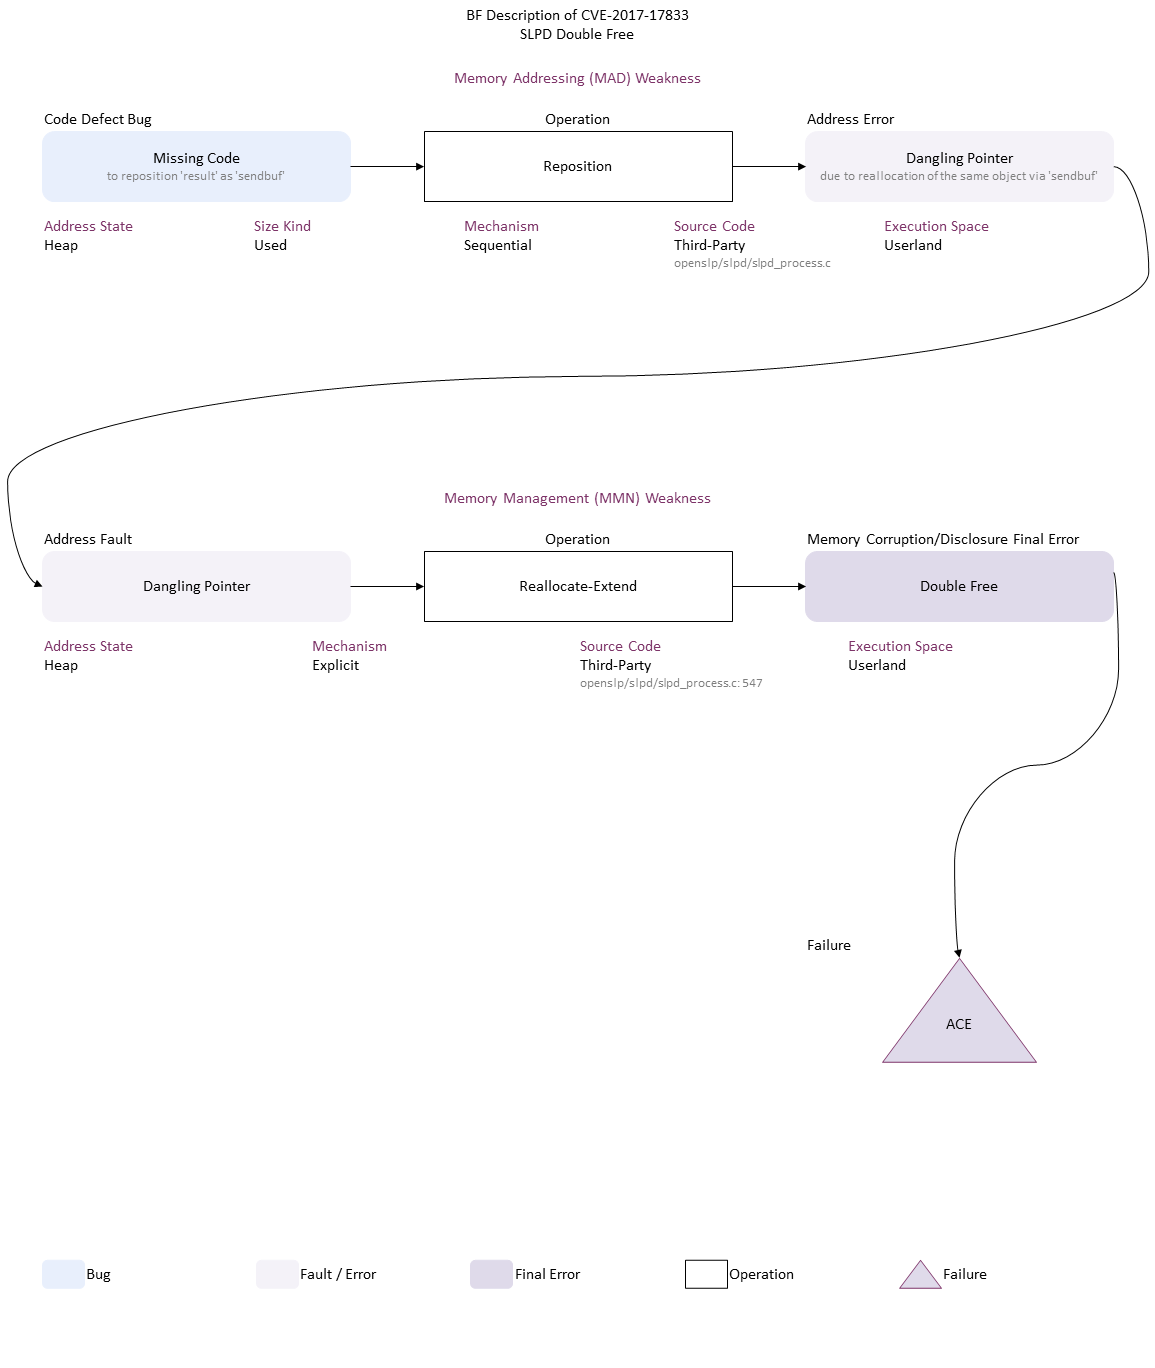 BF Description of CVE-2017-17833
SLPD Double Free
Memory Addressing (MAD) Weakness
Code Defect Bug
Operation
Address Error
Missing Code
to reposition 'result' as 'sendbuf'
Reposition
Dangling Pointer
due to reallocation of the same object via 'sendbuf'
Address State
Size Kind
Mechanism
Source Code
Execution Space
Heap
Used
Sequential
Third-Party
Userland
openslp/slpd/slpd_process.c
Memory Management (MMN) Weakness
Address Fault
Operation
Memory Corruption/Disclosure Final Error
Dangling Pointer
Reallocate-Extend
Double Free
Address State
Mechanism
Source Code
Execution Space
Heap
Explicit
Third-Party
Userland
openslp/slpd/slpd_process.c:547
Failure
ACE
Bug
Fault / Error
Final Error
Operation
Failure